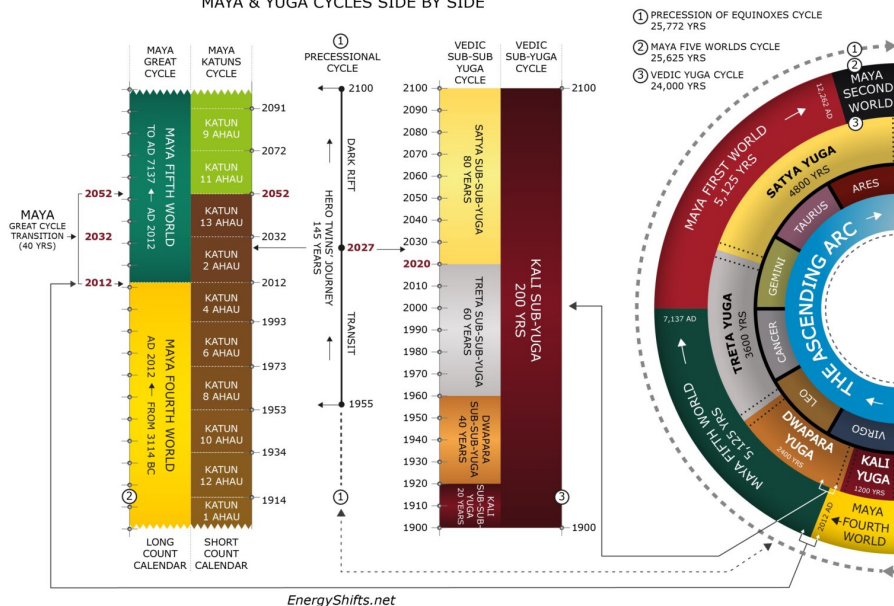 MAYA & YUGA CYCLES SIDE BY SIDE
1 PRECESSION OF EQUINOXES CYCLE
25,772 YRS
2 MAYA FIVE WORLDS CYCLE
25,625 YRS
3 VEDIC YUGA CYCLE
24,000 YRS
MAYA
GREAT
CYCLE
MAYA
KATUNS
CYCLE
1
PRECESSIONAL
CYCLE
VEDIC
SUB-SUB
YUGA
CYCLE
VEDIC
SUB-YUGA
CYCLE
MAYA
GREAT CYCLE
TRANSITION
(40 YRS)
2052
2032
2012
MAYA FIFTH WORLD
TO AD 7137 ← AD 2012
MAYA FOURTH WORLD
AD 2012 ← FROM 3114 BC
2
KATUN
9 AHAU
KATUN
11 AHAU
KATUN
13 AHAU
KATUN
2 AHAU
KATUN
4 AHAU
KATUN
6 AHAU
KATUN
8 AHAU
KATUN
10 AHAU
KATUN
12 AHAU
KATUN
1 AHAU
2091
2072
2052
2032
2012
1993
1973
1953
1934
1914
LONG
COUNT
CALENDAR
SHORT
COUNT
CALENDAR
2100
DARK RIFT
HERO TWINS' JOURNEY
145 YEARS
2027
TRANSIT
1955
1
2100
2090
2080
2070
2060
2050
2040
2030
2020
2010
2000
1990
1980
1970
1960
1950
1940
1930
1920
1910
1900
SATYA SUB-SUB-YUGA
80 YEARS
TRETA SUB-SUB-YUGA
60 YEARS
DWAPARA
SUB-SUB-YUGA
40 YEARS
KALI
SUB-SUB-
YUGA
20 YEARS
KALI SUB-YUGA
200 YRS
2100
3
1900
1
2
MAYA
SECOND
WORLD
3
12,262 AD
MAYA FIRST WORLD
5,125 YRS
7,137 AD
MAYA FIFTH WORLD
5,125 YRS
2012 AD
MAYA
FOURTH
WORLD
SATYA YUGA
4800 YRS
TRETA YUGA
3600 YRS
DWAPARA
YUGA
2400 YRS
KALI
YUGA
1200 YRS
ARES
TAURUS
GEMINI
CANCER
LEO
VIRGO
THE ASCENDING ARC
EnergyShifts.net